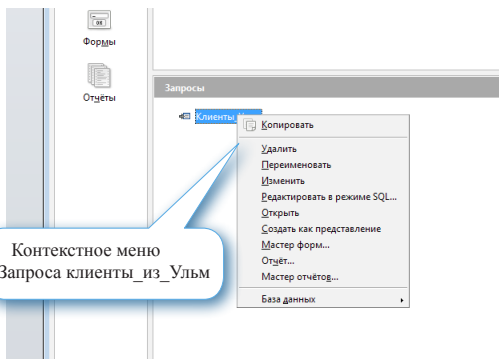 Формы
Отчёты
Запросы
Клиенты
Копировать
Удалить
Переименовать
Изменить
Редактировать в режиме SQL...
Открыть
Создать как представление
Мастер форм...
Отчёт...
Мастер отчётов...
База данных
Контекстное меню
Запроса клиенты_из_Ульм